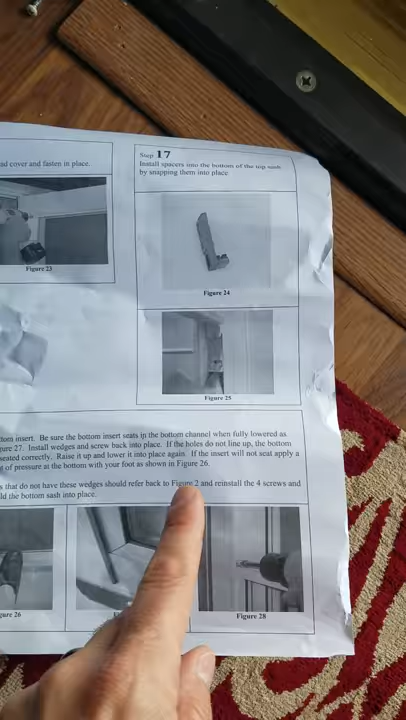 ad cover and fasten in place.
Figure 23
Step 17
Install spacers into the bottom of the top sash
by snapping them into place
Figure 24
Figure 25
tom insert. Be sure the bottom insert seats in the bottom channel when fully lowered as
ure 27. Install wedges and screw back into place. If the holes do not line up, the bottom
seated correctly. Raise it up and lower it into place again. If the insert will not seat apply a
of pressure at the bottom with your foot as shown in Figure 26.
s that do not have these wedges should refer back to Figure 2 and reinstall the 4 screws and
ld the bottom sash into place.
gure 26
Figure 28